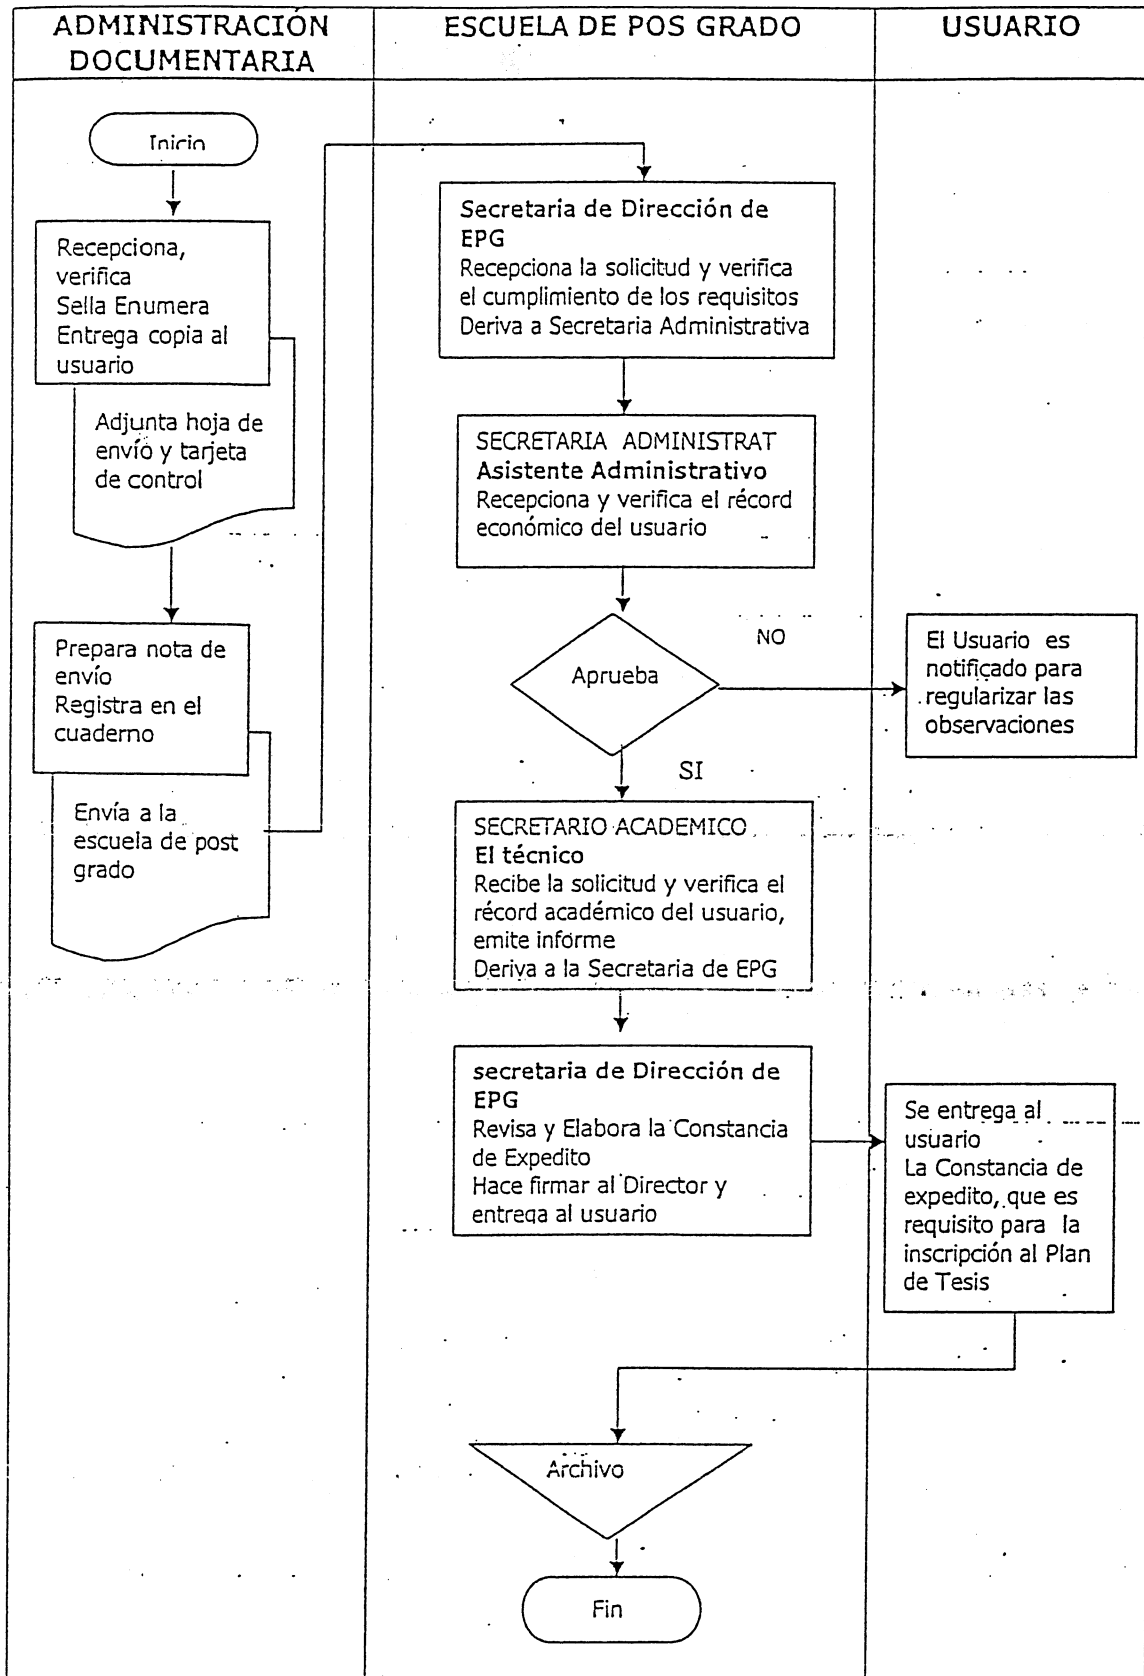 ADMINISTRACIÓN
DOCUMENTARIA
ESCUELA DE POS GRADO
USUARIO
Inicio
Recepciona,
verifica
Sella Enumera
Entrega copia al
usuario
Adjunta hoja de
envío y tarjeta
de control
Prepara nota de
envío
Registra en el
cuaderno
Envía a la
escuela de post
grado
Secretaria de Dirección de
EPG
Recepciona la solicitud y verifica
el cumplimiento de los requisitos
Deriva a Secretaria Administrativa
SECRETARIA ADMINISTRAT
Asistente Administrativo
Recepciona y verifica el récord
económico del usuario
Aprueba
NO
El Usuario es
notificado para
regularizar las
observaciones
SI
SECRETARIO ACADEMICO
El técnico
Recibe la solicitud y verifica el
récord académico del usuario,
emite informe
Deriva a la Secretaria de EPG
secretaria de Dirección de
EPG
Revisa y Elabora la Constancia
de Expedito
Hace firmar al Director y
entrega al usuario
Se entrega al
usuario
La Constancia de
expedito, que es
requisito para la
inscripción al Plan
de Tesis
Archivo
Fin